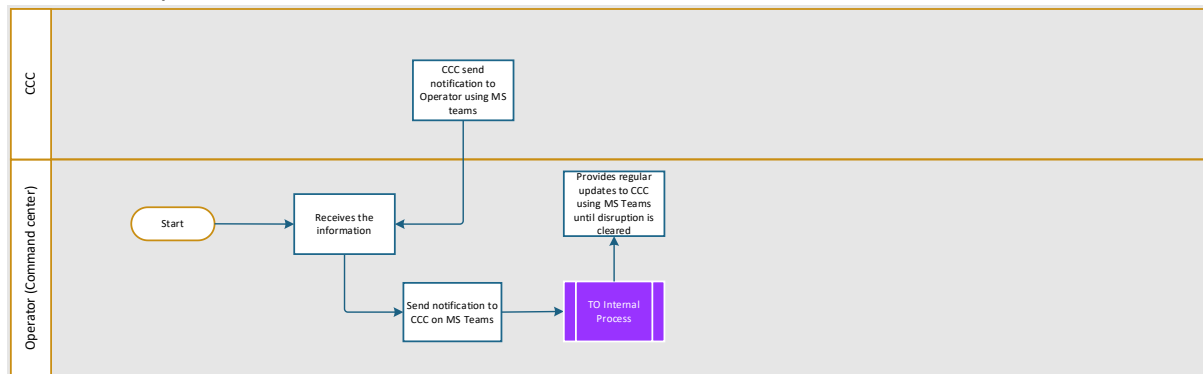 CCC
CCC send
notification to
Operator using MS
teams
Operator (Command center)
Start
Receives the
information
Provides regular
updates to CCC
using MS Teams
until disruption is
cleared
Send notification to
CCC on MS Teams
TO Internal
Process